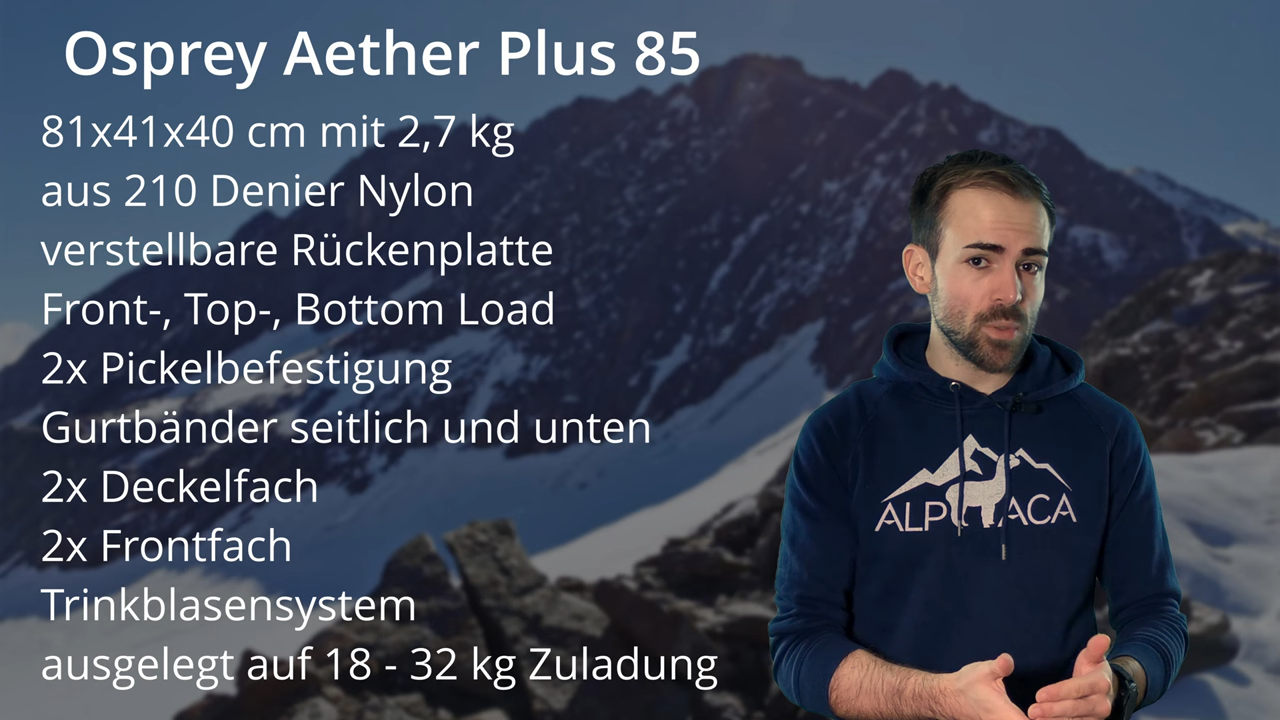 Osprey Aether Plus 85
81x41x40 cm mit 2,7 kg
aus 210 Denier Nylon
verstellbare Rückenplatte
Front-, Top-, Bottom Load
2x Pickelbefestigung
Gurtbänder seitlich und unten
2x Deckelfach
2x Frontfach
Trinkblasensystem
ausgelegt auf 18 - 32 kg Zuladung
ALPACA